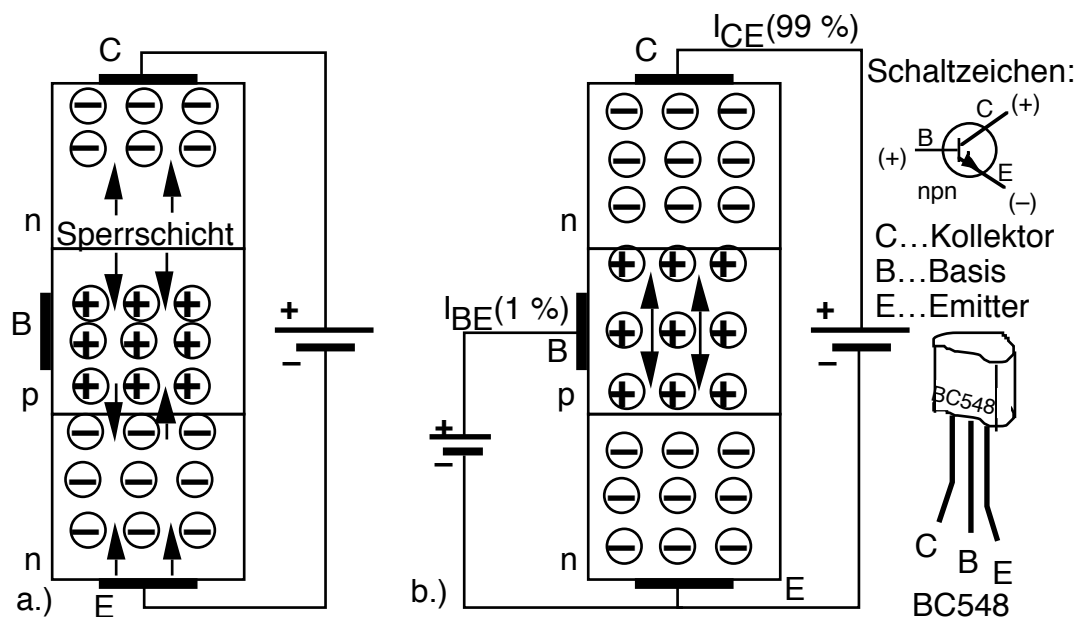 C
n
Sperrschicht
B
p
n
a.)
E
+
−
I_CE(99 %)
C
n
I_BE(1 %)
B
p
n
b.)
E
+
−
+
−
Schaltzeichen:
C
(+)
B
(+)
E
npn
(–)
C…Kollektor
B…Basis
E…Emitter
BC548
C
B
E
BC548